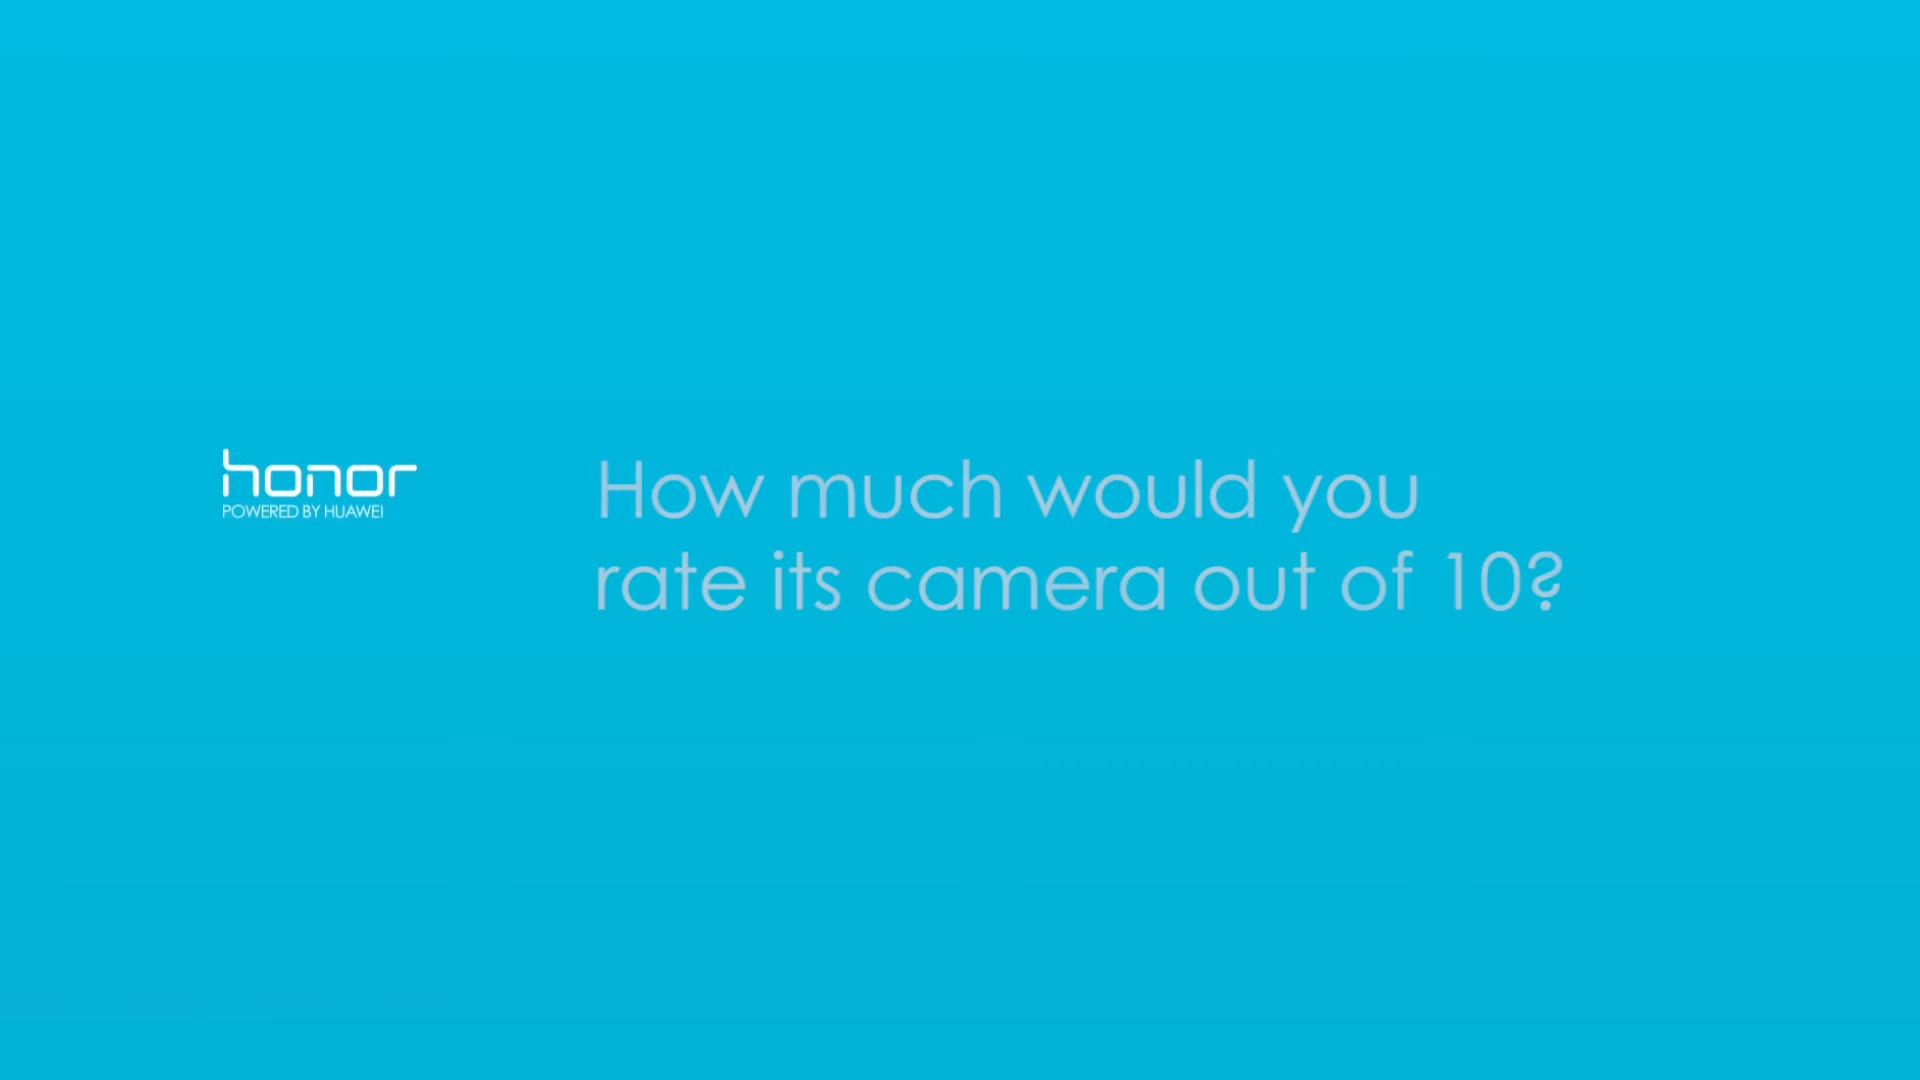 honor
POWERED BY HUAWEI
How much would you
rate its camera out of 10?